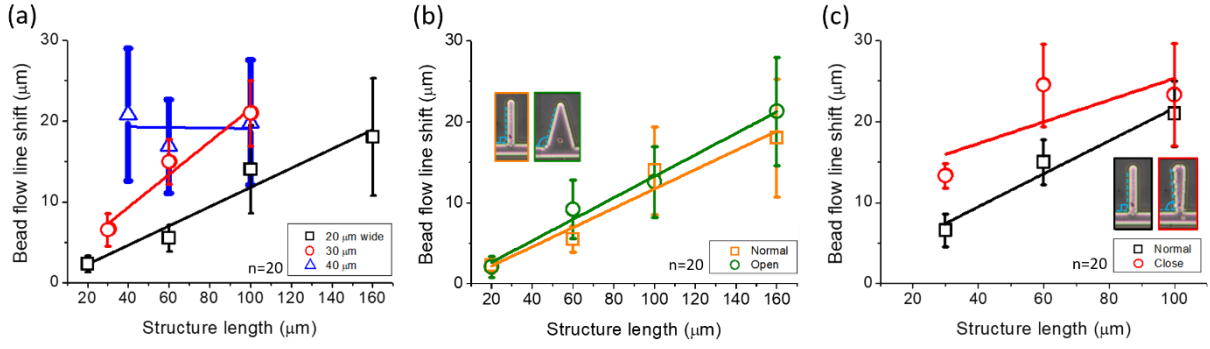 (a)
Bead flow line shift (μm)
30
20
10
0
20 40 60 80 100 120 140 160
Structure length (μm)
n=20
20 μm wide
30 μm
40 μm
(b)
Bead flow line shift (μm)
30
20
10
0
20 40 60 80 100 120 140 160
Structure length (μm)
n=20
Normal
Open
(c)
Bead flow line shift (μm)
30
20
10
0
20 40 60 80 100
Structure length (μm)
n=20
Normal
Close